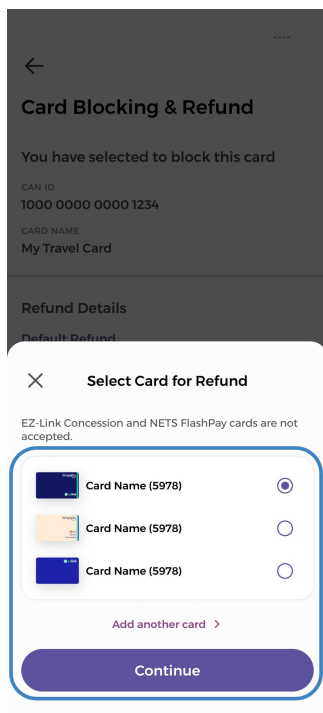 Card Blocking & Refund
You have selected to block this card
CAN ID
1000 0000 0000 1234
CARD NAME
My Travel Card
Refund Details
Default Refund
Select Card for Refund
EZ-Link Concession and NETS FlashPay cards are not
accepted.
Card Name (5978)
Card Name (5978)
Card Name (5978)
Add another card >
Continue